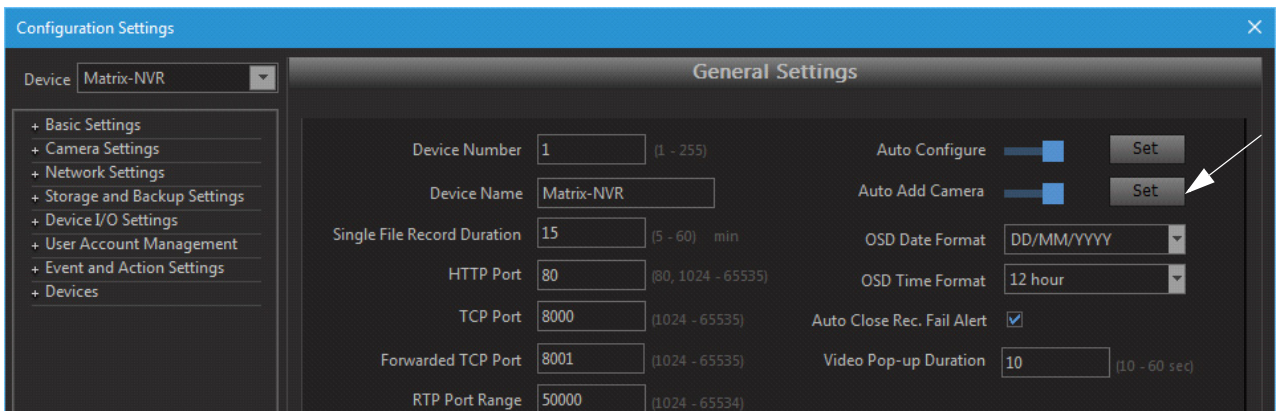 Configuration Settings
Device Matrix-NVR
General Settings
+ Basic Settings
+ Camera Settings
+ Network Settings
+ Storage and Backup Settings
+ Device I/O Settings
+ User Account Management
+ Event and Action Settings
+ Devices
Device Number 1 (1 - 255)
Device Name Matrix-NVR
Single File Record Duration 15 (5 - 60) min
HTTP Port 80 (80, 1024 - 65535)
TCP Port 8000 (1024 - 65535)
Forwarded TCP Port 8001 (1024 - 65535)
RTP Port Range 50000 (1024 - 65534)
Auto Configure Set
Auto Add Camera Set
OSD Date Format DD/MM/YYYY
OSD Time Format 12 hour
Auto Close Rec. Fail Alert
Video Pop-up Duration 10 (10 - 60 sec)